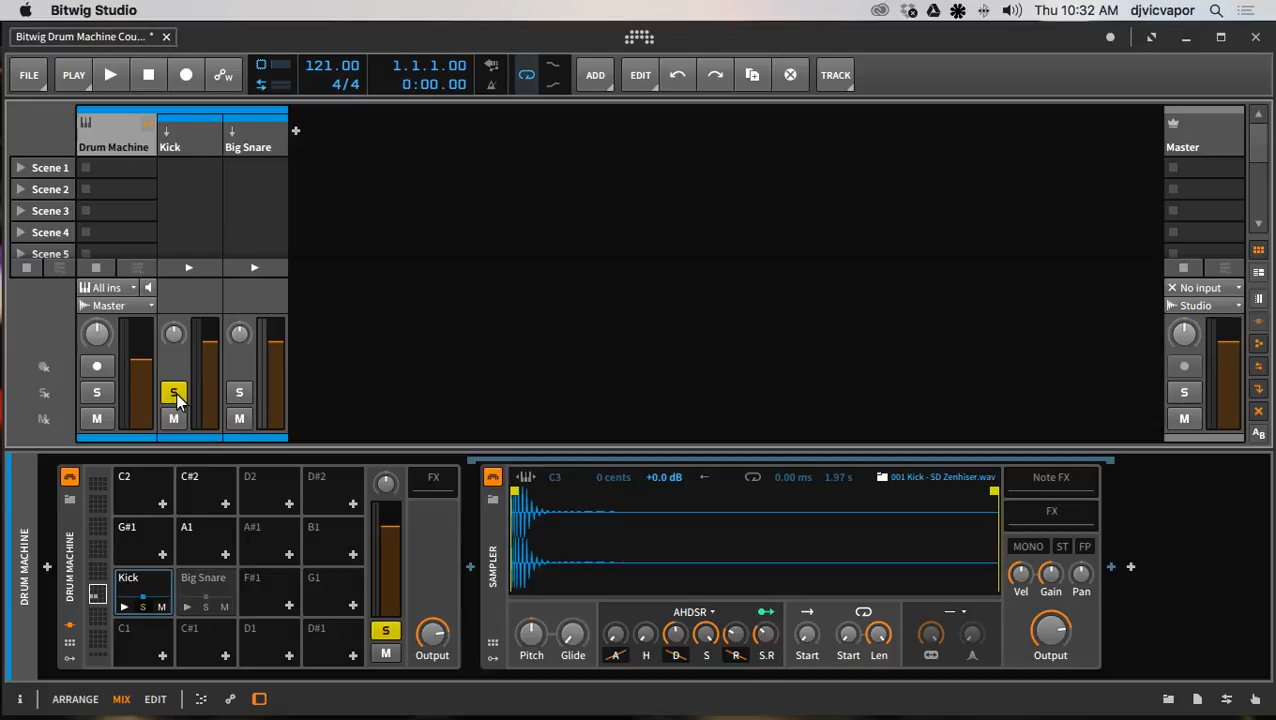 Bitwig Studio
Thu 10:32 AM djvicvapor
Bitwig Drum Machine Cou... *
FILE PLAY 121.00 4/4 1.1.1.00 0:00.00 ADD EDIT TRACK
Drum Machine Kick Big Snare Master
Scene 1
Scene 2
Scene 3
Scene 4
Scene 5
All ins No input
Master Studio
S S S S
M M M M
AB
DRUM MACHINE
DRUM MACHINE
C2 C#2 D2 D#2
G#1 A1 A#1 B1
Kick Big Snare F#1 G1
S M S M
C1 C#1 D1 D#1
FX
S
M
Output
SAMPLER
C3 0 cents +0.0 dB 0.00 ms 1.97 s 001 Kick - SD Zenhiser.wav
AHDSR
Pitch Glide A H D S R S.R Start Start Len
Note FX
FX
MONO ST FP
Vel Gain Pan
Output
i ARRANGE MIX EDIT